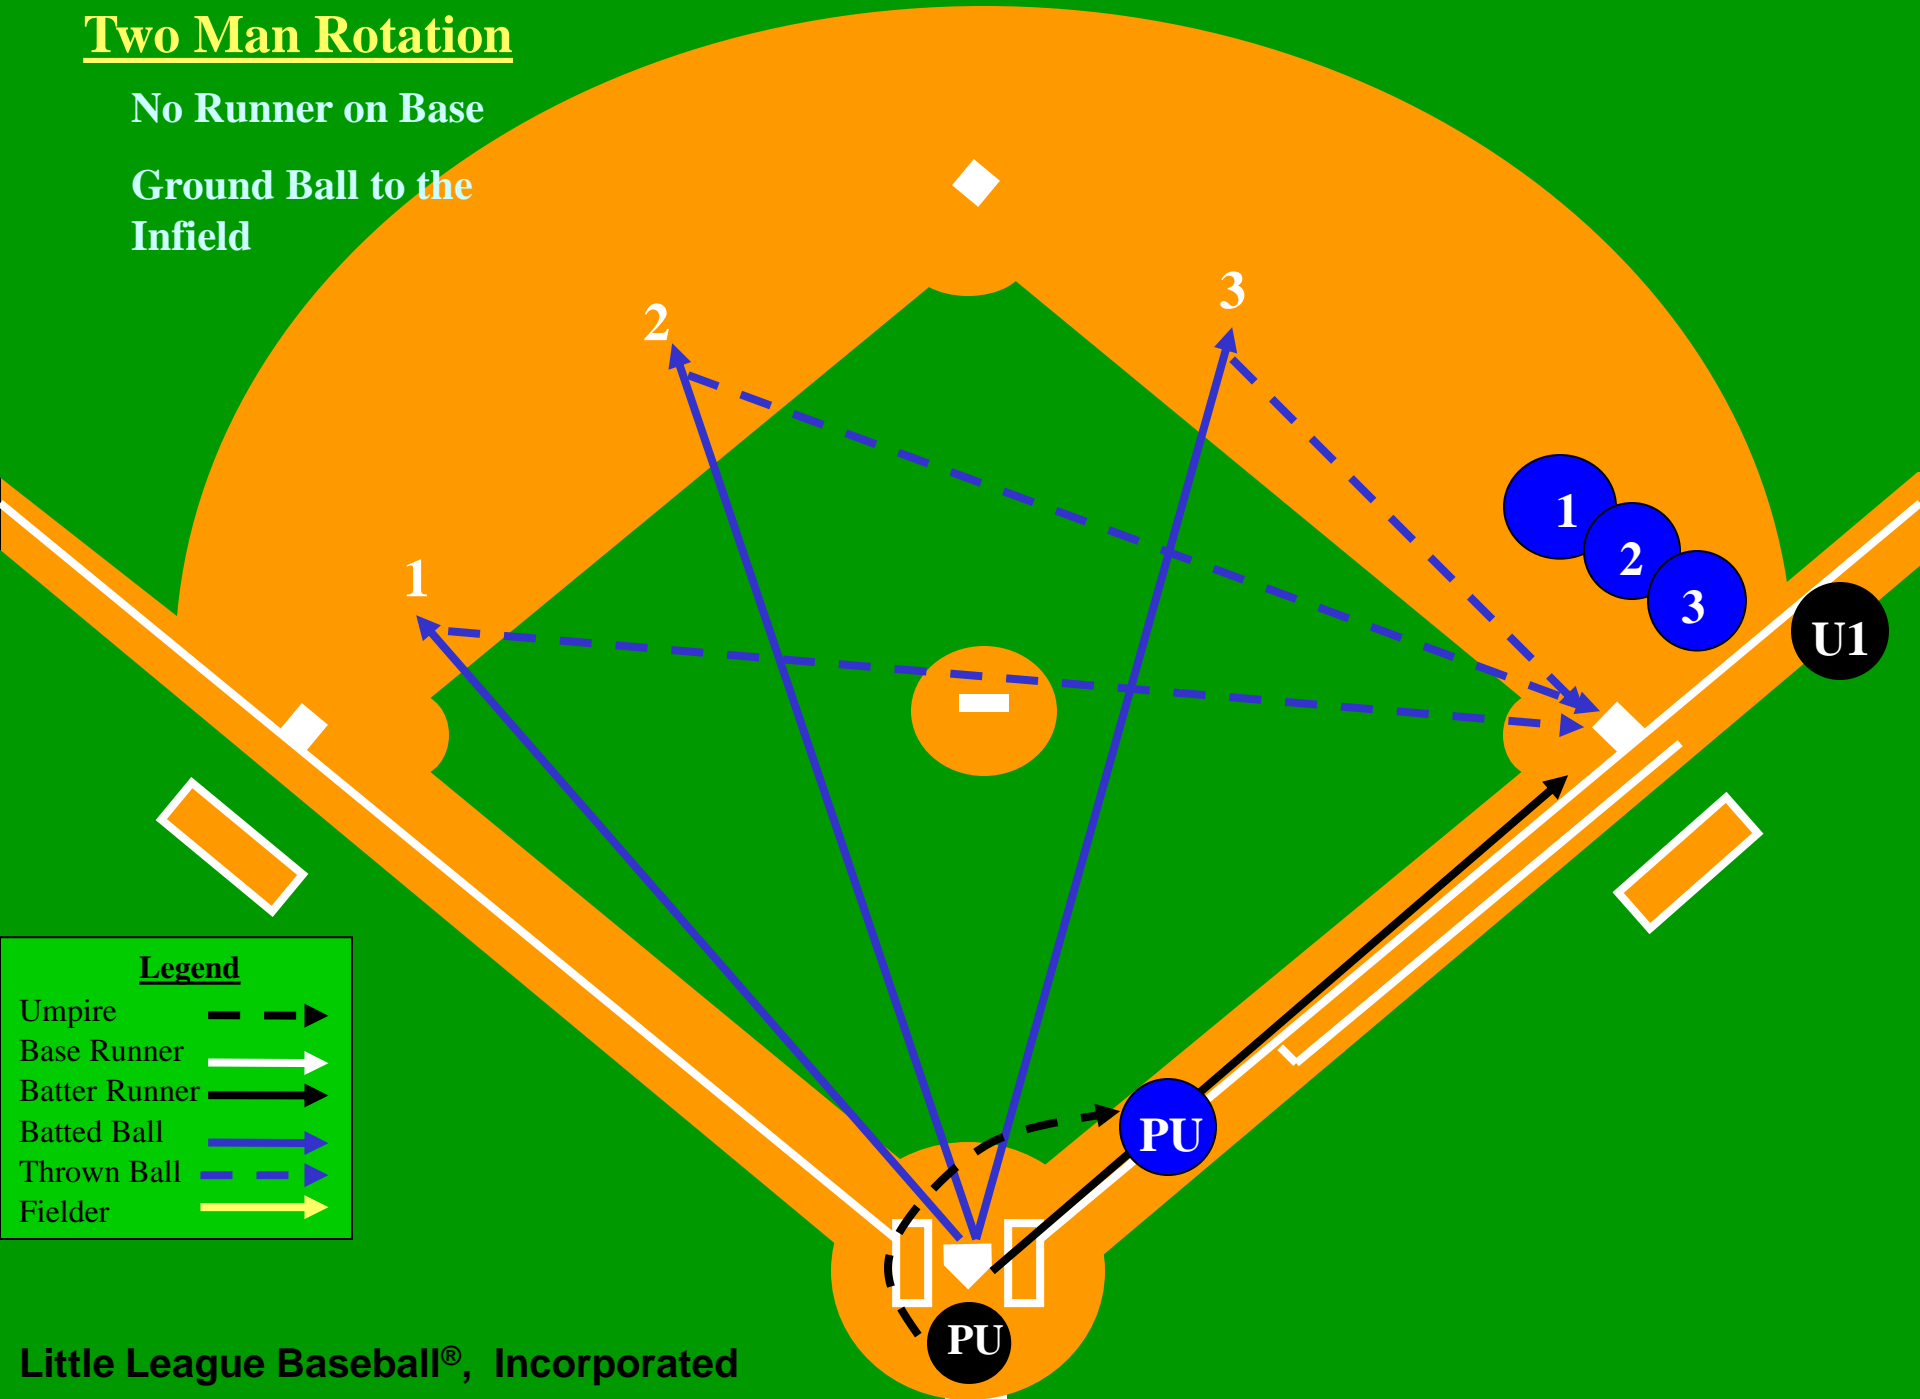 Two Man Rotation
No Runner on Base
Ground Ball to the
Infield
3
2
1
1
2
3
U1
Legend
Umpire
Base Runner
Batter Runner
Batted Ball
Thrown Ball
Fielder
PU
PU
Little League Baseball®, Incorporated